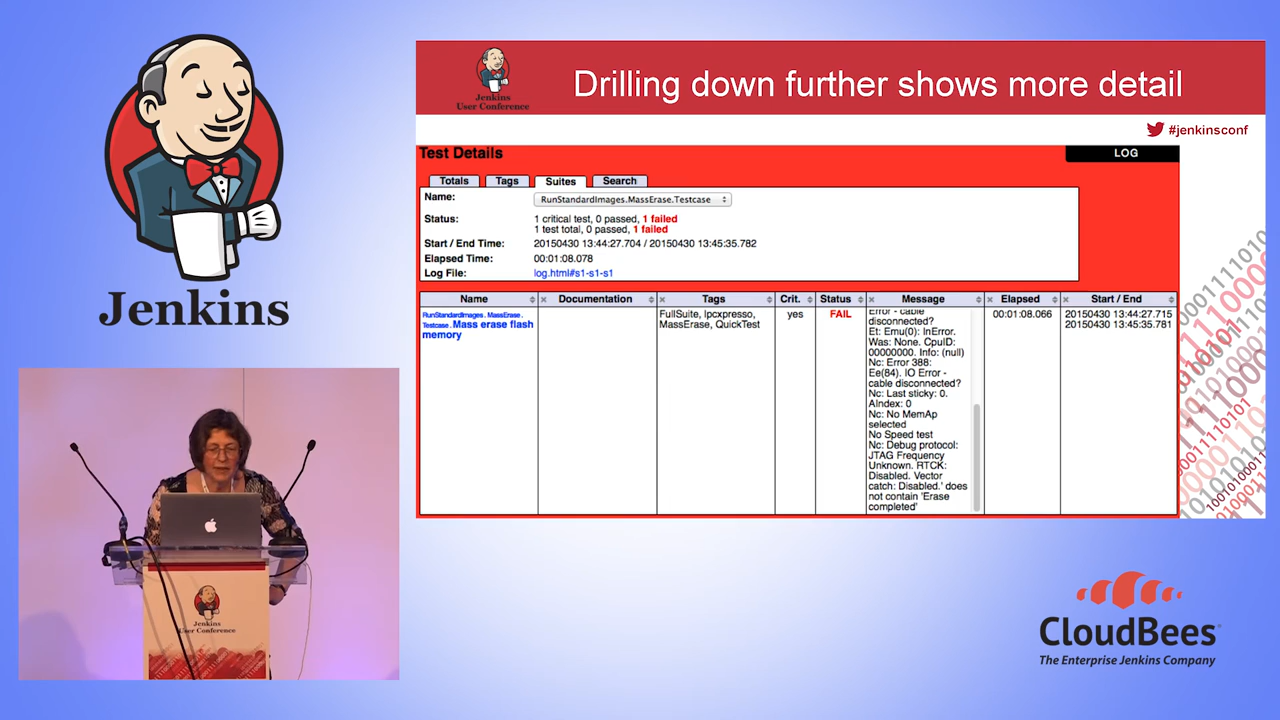 Jenkins
Jenkins
User Conference
Drilling down further shows more detail
#jenkinsconf
Test Details
LOG
Totals
Tags
Suites
Search
Name:
RunStandardImages.MassErase.Testcase
Status:
1 critical test, 0 passed, 1 failed
1 test total, 0 passed, 1 failed
Start / End Time:
20150430 13:44:27.704 / 20150430 13:45:35.782
Elapsed Time:
00:01:08.078
Log File:
log.html#s1-s1-s1
Name
Documentation
Tags
Crit.
Status
Message
Elapsed
Start / End
RunStandardImages . MassErase .
Testcase . Mass erase flash
memory
FullSuite, lpcxpresso,
MassErase, QuickTest
yes
FAIL
Error - cable
disconnected?
Et: Emu(0): InError.
Was: None. CpuID:
00000000. Info: (null)
Nc: Error 388:
Ee(84). IO Error -
cable disconnected?
Nc: Last sticky: 0.
AIndex: 0
Nc: No MemAp
selected
No Speed test
Nc: Debug protocol:
JTAG Frequency
Unknown. RTCK:
Disabled. Vector
catch: Disabled.' does
not contain 'Erase
completed'
00:01:08.066
20150430 13:44:27.715
20150430 13:45:35.781
Jenkins
User Conference
CloudBees
The Enterprise Jenkins Company